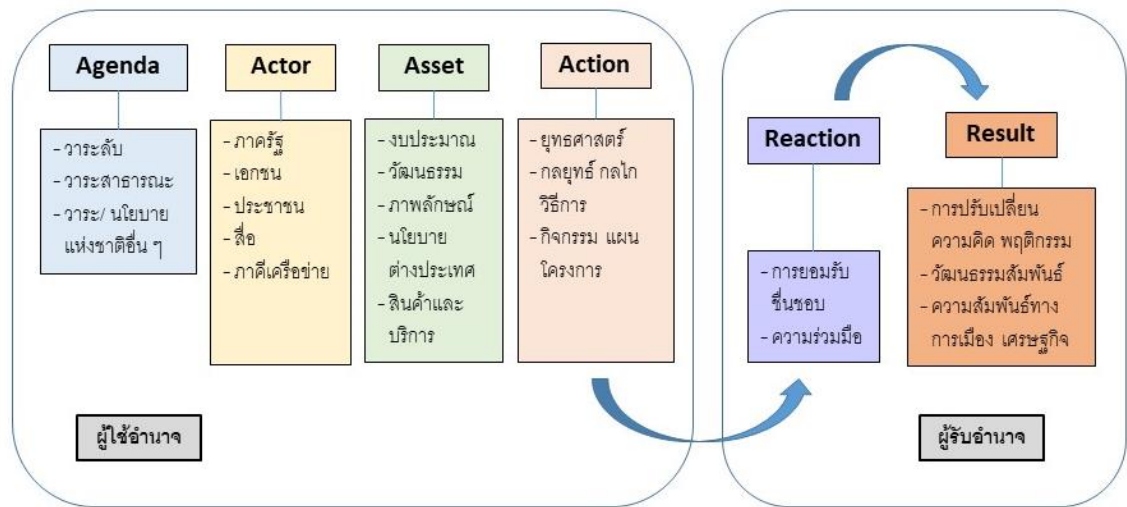 Agenda
- วาระลับ
- วาระสาธารณะ
- วาระ/ นโยบาย
แห่งชาติอื่น ๆ
Actor
- ภาครัฐ
- เอกชน
- ประชาชน
- สื่อ
- ภาคีเครือข่าย
Asset
- งบประมาณ
- วัฒนธรรม
- ภาพลักษณ์
- นโยบาย
ต่างประเทศ
- สินค้าและ
บริการ
Action
- ยุทธศาสตร์
- กลยุทธ์ กลไก
วิธีการ
- กิจกรรม แผน
โครงการ
ผู้ใช้อำนาจ
Reaction
- การยอมรับ
ชื่นชอบ
- ความร่วมมือ
Result
- การปรับเปลี่ยน
ความคิด พฤติกรรม
- วัฒนธรรมสัมพันธ์
- ความสัมพันธ์ทาง
การเมือง เศรษฐกิจ
ผู้รับอำนาจ